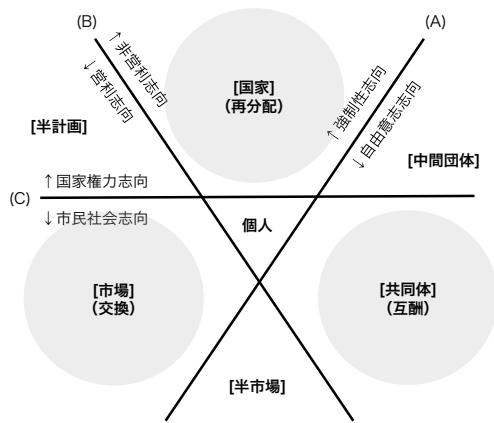 (B)
(A)
↑ 非営利志向
↓ 営利志向
[国家]
(再分配)
↑ 強制性志向
↓ 自由意志志向
[半計画]
[中間団体]
↑ 国家権力志向
(C)
↓ 市民社会志向
個人
[市場]
(交換)
[共同体]
(互酬)
[半市場]